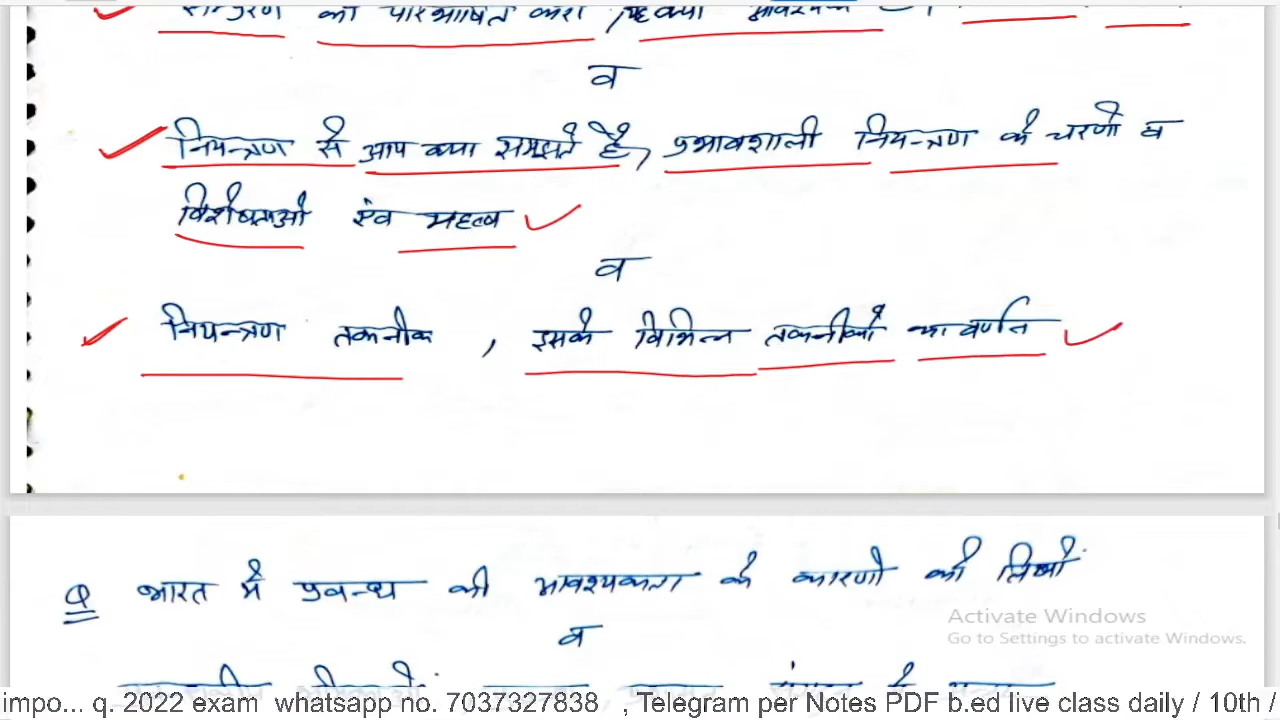 को परिभाषित करो
व
नियन्त्रण से आप क्या समझते है, प्रभावशाली नियन्त्रण के चरणो व
विशेषताओ एंव महत्व
व
नियन्त्रण तकनीक , इसके विभिन्न तकनीकों का वर्णन
Q भारत मे प्रबन्ध की आवश्यकता के कारणो को लिखों
Activate Windows
व
Go to Settings to activate Windows.
impo... q. 2022 exam whatsapp no. 7037327838 , Telegram per Notes PDF b.ed live class daily / 10th /